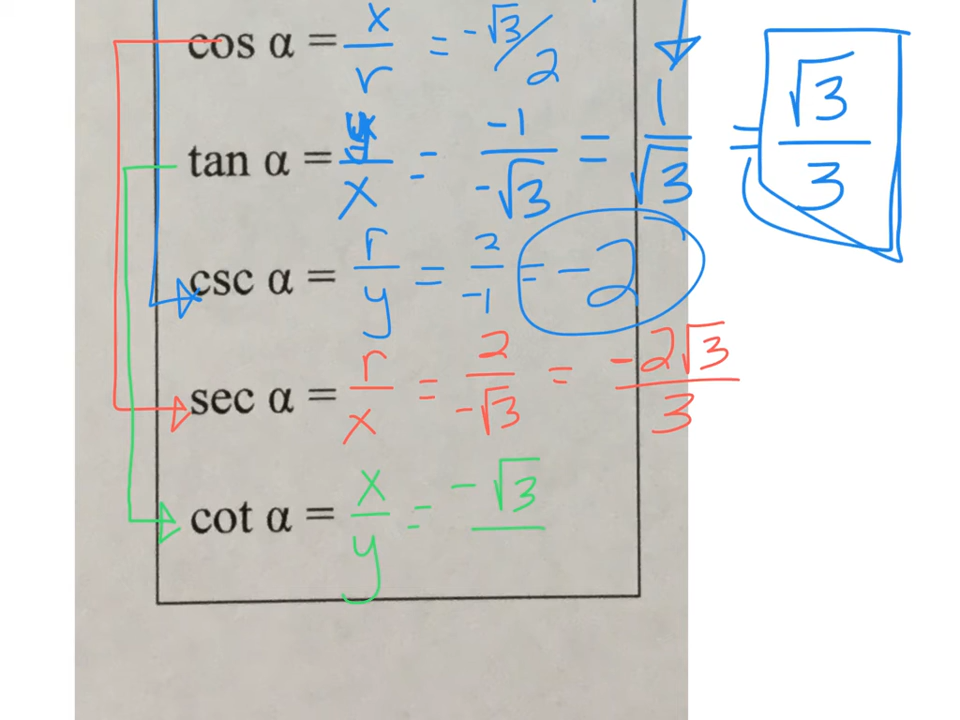 cos α = x/r = -√3/2
tan α = y/x = -1/-√3 = 1/√3 = √3/3
csc α = r/y = 2/-1 = -2
sec α = r/x = 2/-√3 = -2√3/3
cot α = x/y = -√3/